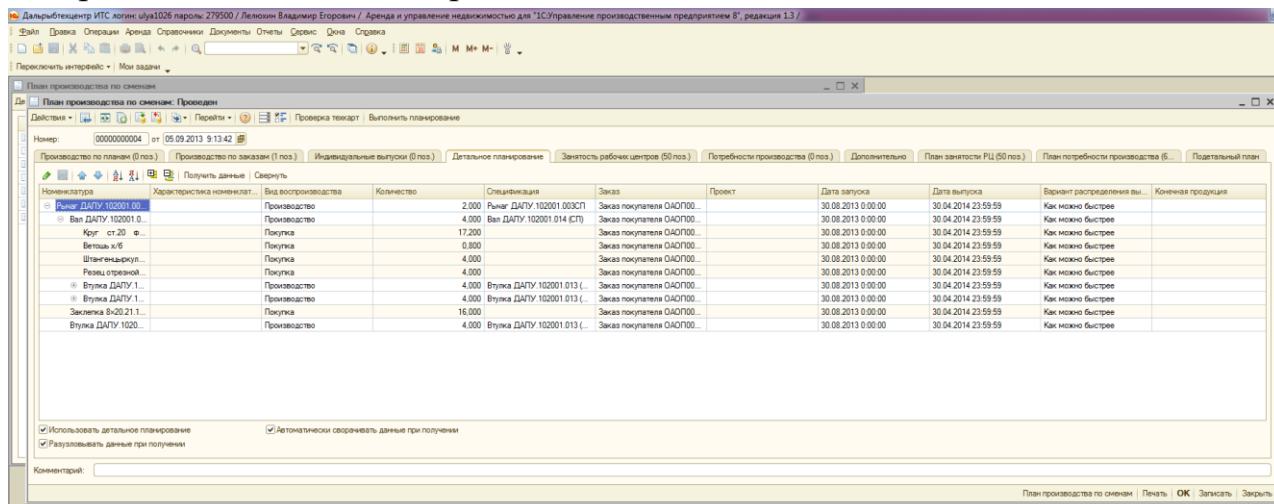 Дальрыбтехцентр ИТС логин: ulya1026 пароль: 279500 / Лелюхин Владимир Егорович / Аренда и управление недвижимостью для "1С:Управление производственным предприятием 8", редакция 1.3 /
Файл Правка Операции Аренда Справочники Документы Отчеты Сервис Окна Справка
M M+ M-
Переключить интерфейс Мои задачи
План производства по сменам
План производства по сменам: Проведен
Действия Перейти Проверка техкарт Выполнить планирование
Номер: 00000000004 от 05.09.2013 9:13:42
Производство по планам (0 поз.) Производство по заказам (1 поз.) Индивидуальные выпуски (0 поз.) Детальное планирование Занятость рабочих центров (50 поз.) Потребности производства (0 поз.) Дополнительно План занятости РЦ (50 поз.) План потребности производства (6... Подетальный план
Получить данные Свернуть
Номенклатура Характеристика номенклат... Вид воспроизводства Количество Спецификация Заказ Проект Дата запуска Дата выпуска Вариант распределения вы... Конечная продукция
Рычаг ДАПУ.102001.00... Производство 2,000 Рычаг ДАПУ.102001.003СП Заказ покупателя ОАОП00... 30.08.2013 0:00:00 30.04.2014 23:59:59 Как можно быстрее
Вал ДАПУ.102001.0... Производство 4,000 Вал ДАПУ.102001.014 (СП) Заказ покупателя ОАОП00... 30.08.2013 0:00:00 30.04.2014 23:59:59 Как можно быстрее
Круг ст.20 ф... Покупка 17,200 Заказ покупателя ОАОП00... 30.08.2013 0:00:00 30.04.2014 23:59:59 Как можно быстрее
Ветошь х/б Покупка 0,800 Заказ покупателя ОАОП00... 30.08.2013 0:00:00 30.04.2014 23:59:59 Как можно быстрее
Штангенцыркул... Покупка 4,000 Заказ покупателя ОАОП00... 30.08.2013 0:00:00 30.04.2014 23:59:59 Как можно быстрее
Резец отрезной... Покупка 4,000 Заказ покупателя ОАОП00... 30.08.2013 0:00:00 30.04.2014 23:59:59 Как можно быстрее
Втулка ДАПУ.1... Производство 4,000 Втулка ДАПУ.102001.013 (... Заказ покупателя ОАОП00... 30.08.2013 0:00:00 30.04.2014 23:59:59 Как можно быстрее
Втулка ДАПУ.1... Производство 4,000 Втулка ДАПУ.102001.013 (... Заказ покупателя ОАОП00... 30.08.2013 0:00:00 30.04.2014 23:59:59 Как можно быстрее
Заклепка 8×20.21.1... Покупка 16,000 Заказ покупателя ОАОП00... 30.08.2013 0:00:00 30.04.2014 23:59:59 Как можно быстрее
Втулка ДАПУ.1020... Производство 4,000 Втулка ДАПУ.102001.013 (... Заказ покупателя ОАОП00... 30.08.2013 0:00:00 30.04.2014 23:59:59 Как можно быстрее
Использовать детальное планирование Автоматически сворачивать данные при получении
Разузловывать данные при получении
Комментарий:
План производства по сменам Печать OK Записать Закрыть